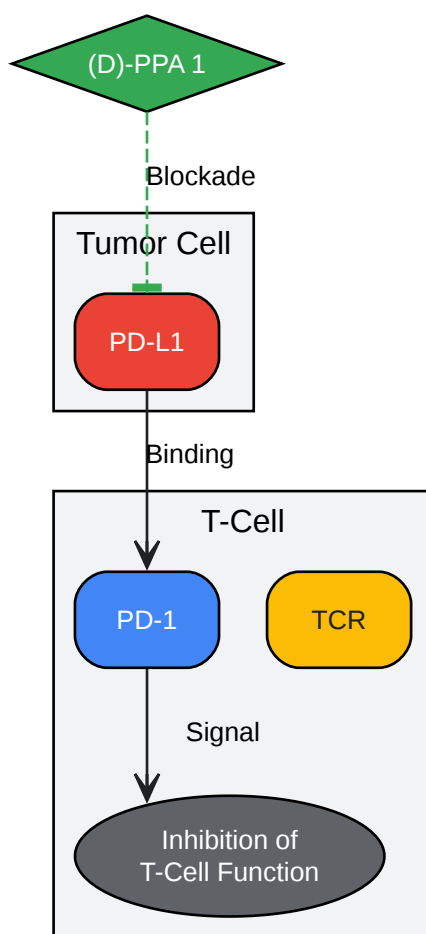 (D)-PPA 1
Blockade
Tumor Cell
PD-L1
Binding
T-Cell
PD-1
TCR
Signal
Inhibition of
T-Cell Function